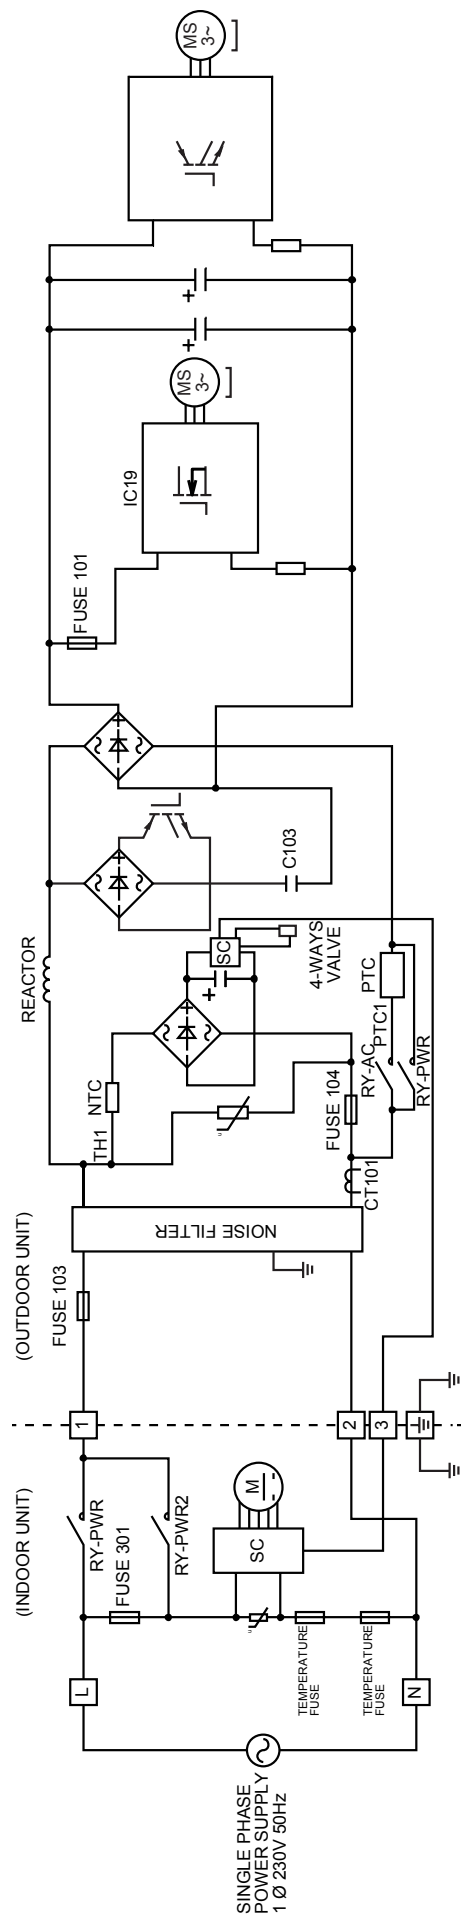 SINGLE PHASE
POWER SUPPLY
1 Ø 230V 50Hz
(INDOOR UNIT)
L
N
RY-PWR
FUSE 301
RY-PWR2
SC
M
TEMPERATURE
FUSE
TEMPERATURE
FUSE
1
2
3
(OUTDOOR UNIT)
FUSE 103
NOISE FILTER
CT101
TH1
NTC
FUSE 104
RY-AC
PTC1
PTC
RY-PWR
REACTOR
+
SC
4-WAYS
VALVE
+
C103
+
FUSE 101
IC19
MS
3~
+
+
MS
3~